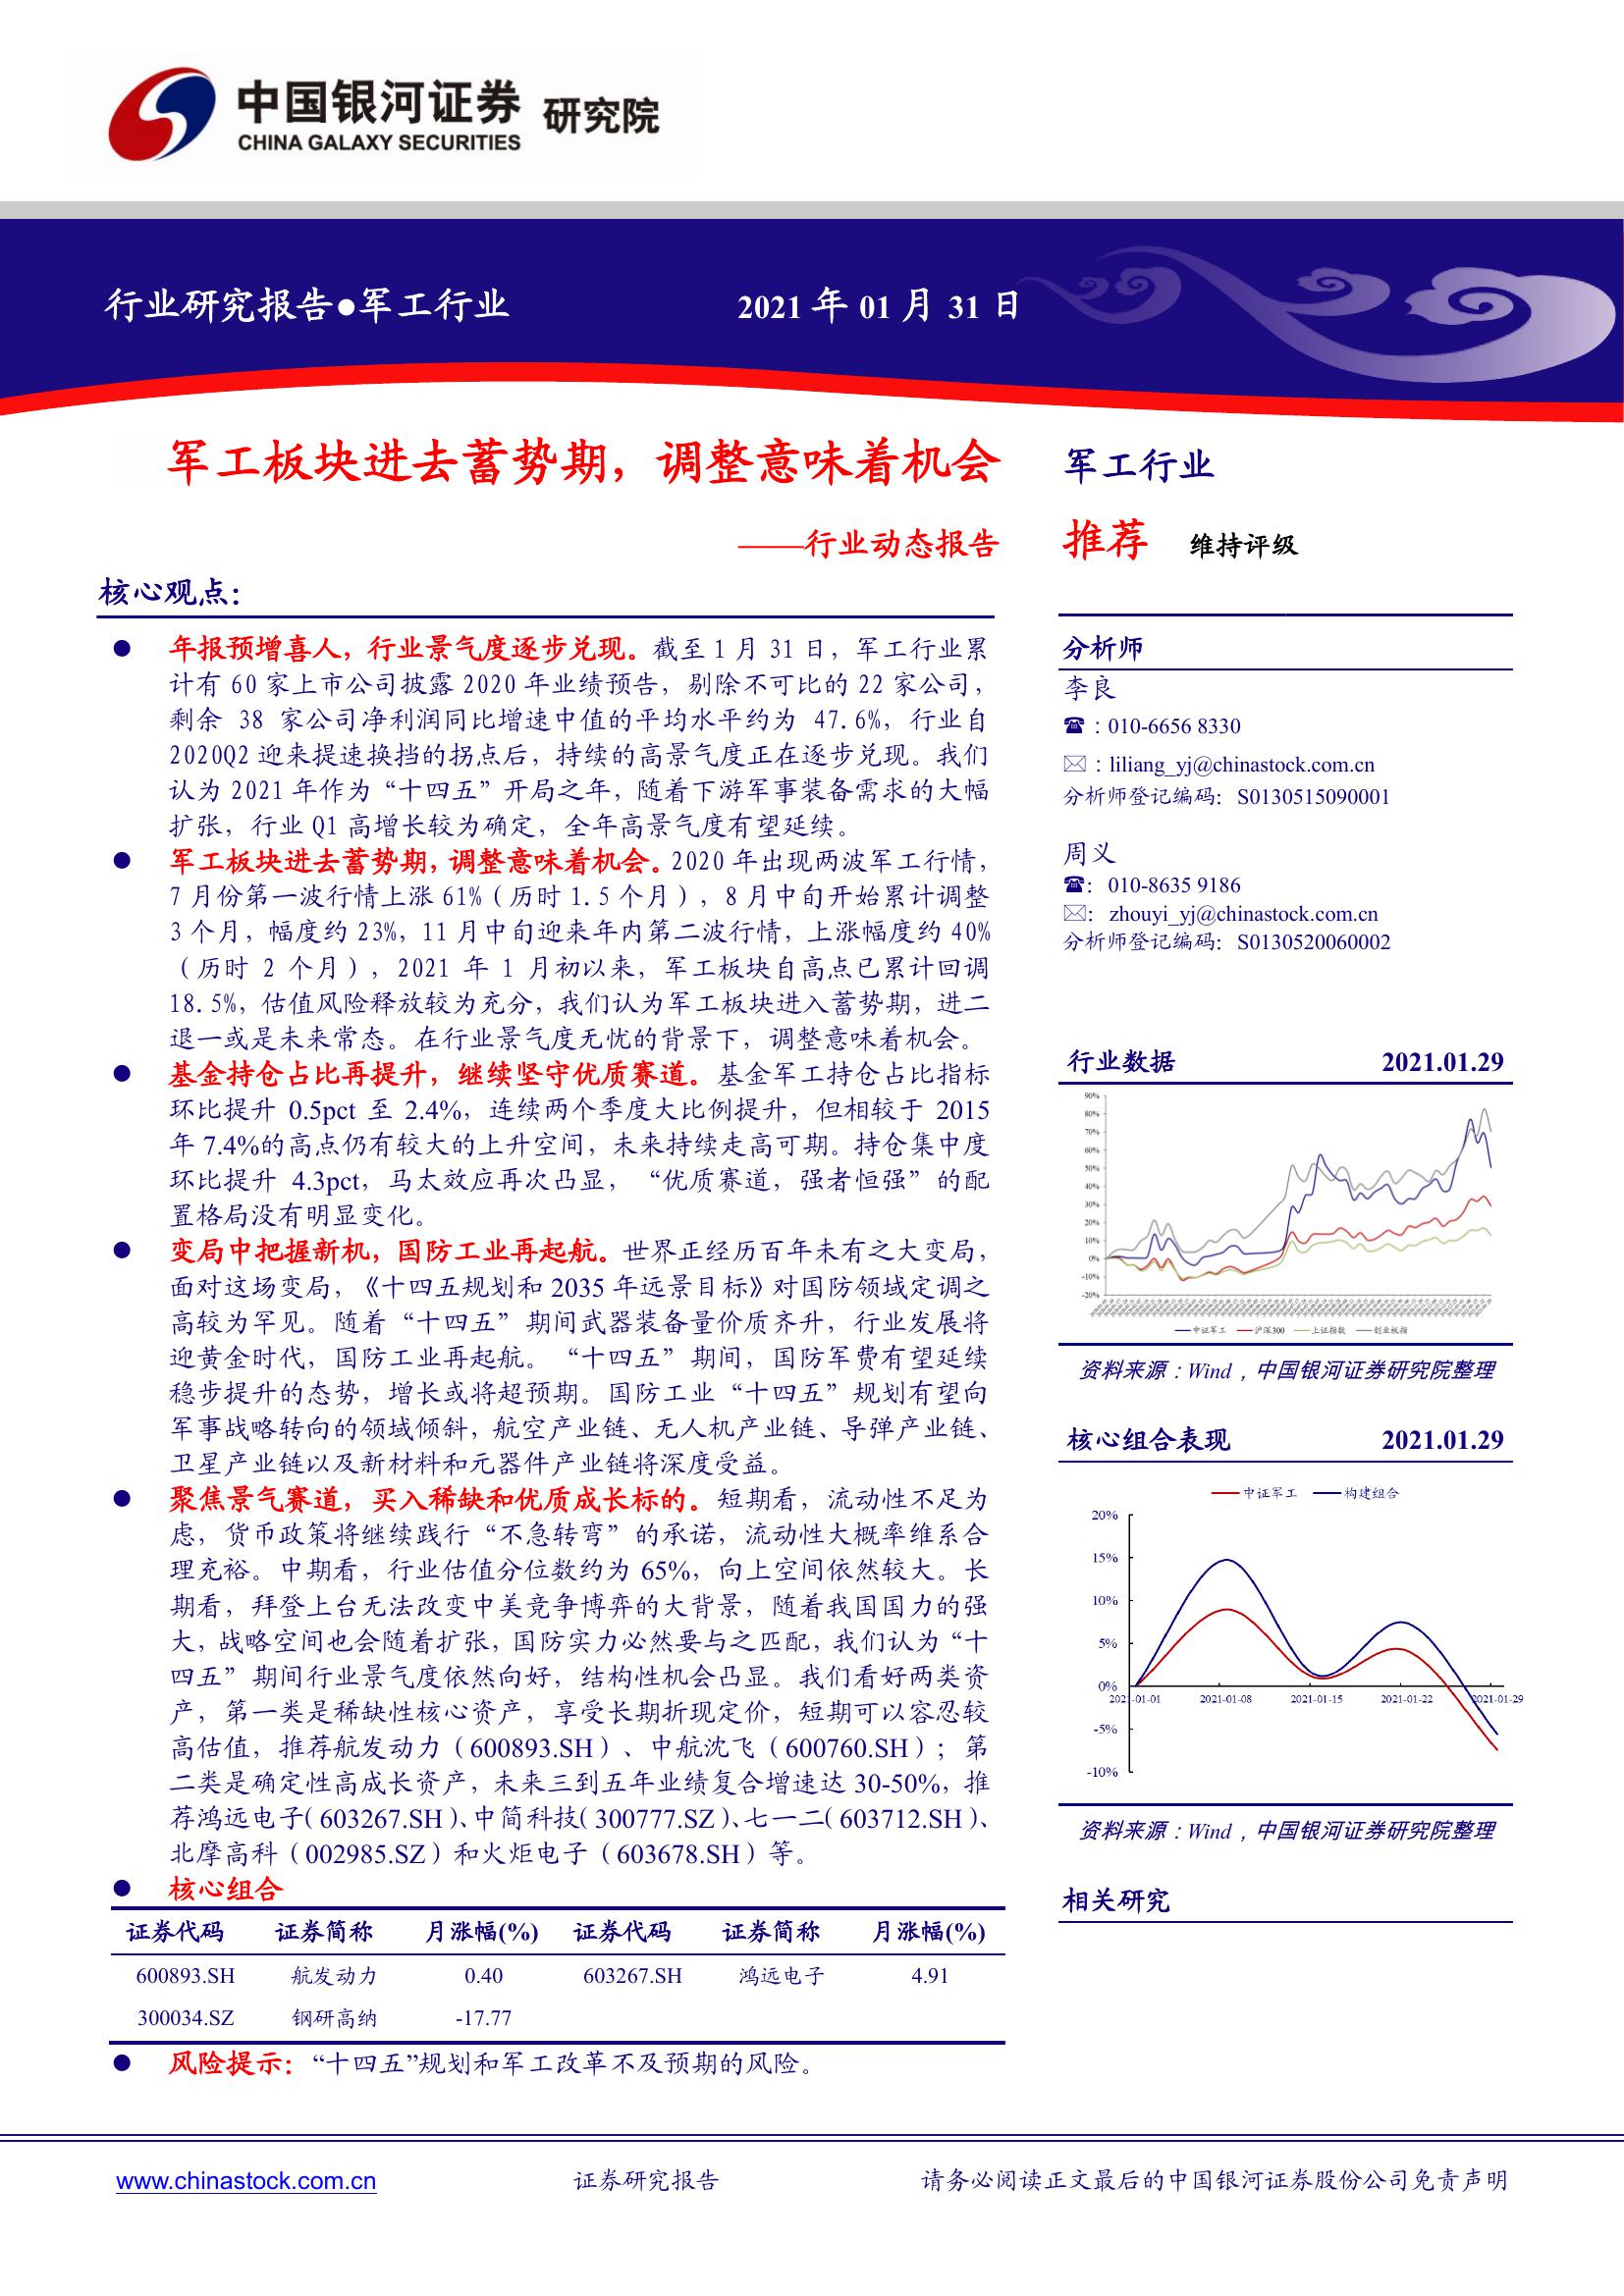 中国银河证券 研究院
CHINA GALAXY SECURITIES
行业研究报告●军工行业 2021 年 01 月 31 日
军工板块进去蓄势期，调整意味着机会
——行业动态报告
核心观点：
● 年报预增喜人，行业景气度逐步兑现。截至 1 月 31 日，军工行业累
计有 60 家上市公司披露 2020 年业绩预告，剔除不可比的 22 家公司，
剩余 38 家公司净利润同比增速中值的平均水平约为 47.6%，行业自
2020Q2 迎来提速换挡的拐点后，持续的高景气度正在逐步兑现。我们
认为 2021 年作为“十四五”开局之年，随着下游军事装备需求的大幅
扩张，行业 Q1 高增长较为确定，全年高景气度有望延续。
● 军工板块进去蓄势期，调整意味着机会。2020 年出现两波军工行情，
7 月份第一波行情上涨 61%（历时 1.5 个月），8 月中旬开始累计调整
3 个月，幅度约 23%，11 月中旬迎来年内第二波行情，上涨幅度约 40%
（历时 2 个月），2021 年 1 月初以来，军工板块自高点已累计回调
18.5%，估值风险释放较为充分，我们认为军工板块进入蓄势期，进二
退一或是未来常态。在行业景气度无忧的背景下，调整意味着机会。
● 基金持仓占比再提升，继续坚守优质赛道。基金军工持仓占比指标
环比提升 0.5pct 至 2.4%，连续两个季度大比例提升，但相较于 2015
年 7.4%的高点仍有较大的上升空间，未来持续走高可期。持仓集中度
环比提升 4.3pct，马太效应再次凸显，“优质赛道，强者恒强”的配
置格局没有明显变化。
● 变局中把握新机，国防工业再起航。世界正经历百年未有之大变局，
面对这场变局，《十四五规划和 2035 年远景目标》对国防领域定调之
高较为罕见。随着“十四五”期间武器装备量价质齐升，行业发展将
迎黄金时代，国防工业再起航。“十四五”期间，国防军费有望延续
稳步提升的态势，增长或将超预期。国防工业“十四五”规划有望向
军事战略转向的领域倾斜，航空产业链、无人机产业链、导弹产业链、
卫星产业链以及新材料和元器件产业链将深度受益。
● 聚焦景气赛道，买入稀缺和优质成长标的。短期看，流动性不足为
虑，货币政策将继续践行“不急转弯”的承诺，流动性大概率维系合
理充裕。中期看，行业估值分位数约为 65%，向上空间依然较大。长
期看，拜登上台无法改变中美竞争博弈的大背景，随着我国国力的强
大，战略空间也会随着扩张，国防实力必然要与之匹配，我们认为“十
四五”期间行业景气度依然向好，结构性机会凸显。我们看好两类资
产，第一类是稀缺性核心资产，享受长期折现定价，短期可以容忍较
高估值，推荐航发动力（600893.SH）、中航沈飞（600760.SH）；第
二类是确定性高成长资产，未来三到五年业绩复合增速达 30-50%，推
荐鸿远电子（603267.SH）、中简科技（300777.SZ）、七一二（603712.SH）、
北摩高科（002985.SZ）和火炬电子（603678.SH）等。
● 核心组合
证券代码 证券简称 月涨幅(%) 证券代码 证券简称 月涨幅(%)
600893.SH 航发动力 0.40 603267.SH 鸿远电子 4.91
300034.SZ 钢研高纳 -17.77
● 风险提示：“十四五”规划和军工改革不及预期的风险。
军工行业
推荐 维持评级
分析师
李良
☎：010-6656 8330
✉：liliang_yj@chinastock.com.cn
分析师登记编码：S0130515090001
周义
☎：010-8635 9186
✉：zhouyi_yj@chinastock.com.cn
分析师登记编码：S0130520060002
行业数据 2021.01.29
90%
80%
70%
60%
50%
40%
30%
20%
10%
0%
-10%
-20%
中证军工 沪深300 上证指数 创业板指
资料来源：Wind，中国银河证券研究院整理
核心组合表现 2021.01.29
中证军工 构建组合
20%
15%
10%
5%
0%
2021-01-01 2021-01-08 2021-01-15 2021-01-22 2021-01-29
-5%
-10%
资料来源：Wind，中国银河证券研究院整理
相关研究
www.chinastock.com.cn 证券研究报告 请务必阅读正文最后的中国银河证券股份公司免责声明